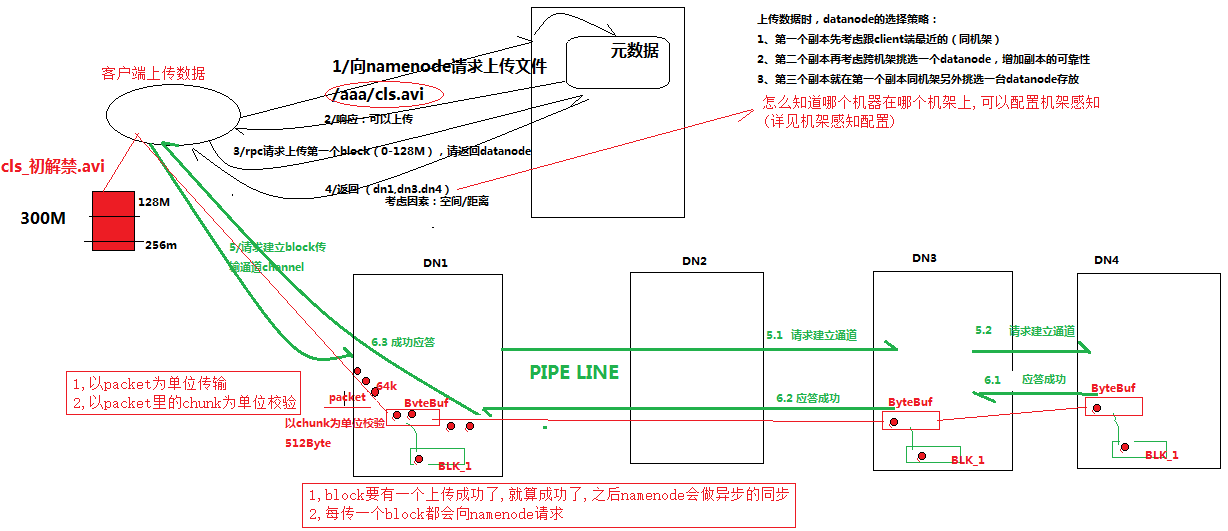 上传数据时，datanode的选择策略：
1、第一个副本先考虑跟client端最近的（同机架）
2、第二个副本再考虑跨机架挑选一个datanode，增加副本的可靠性
3、第三个副本就在第一个副本同机架另外挑选一台datanode存放
怎么知道哪个机器在哪个机架上,可以配置机架感知
(详见机架感知配置)
元数据
客户端上传数据
1/向namenode请求上传文件
/aaa/cls.avi
2/响应：可以上传
3/rpc请求上传第一个block（0-128M），请返回datanode
4/返回（dn1,dn3.dn4）
考虑因素：空间/距离
cls_初解禁.avi
128M
300M
256m
5/请求建立block传
输通道channel
DN1
DN2
DN3
DN4
5.1 请求建立通道
5.2 请求建立通道
6.3 成功应答
PIPE LINE
6.1 应答成功
6.2 应答成功
1,以packet为单位传输
2,以packet里的chunk为单位校验
64k
packet
ByteBuf
ByteBuf
ByteBuf
以chunk为单位校验
512Byte
BLK_1
BLK_1
BLK_1
1,block要有一个上传成功了,就算成功了,之后namenode会做异步的同步
2,每传一个block都会向namenode请求